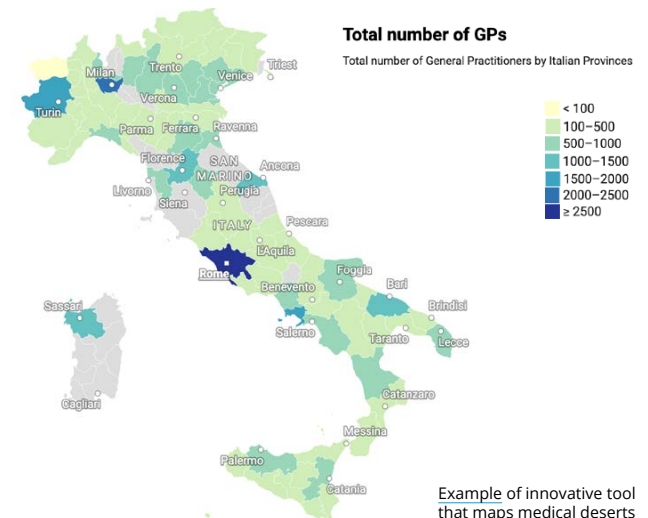 Total number of GPs
Total number of General Practitioners by Italian Provinces
< 100
100–500
500–1000
1000–1500
1500–2000
2000–2500
≥ 2500
Trento
Triest
Milan
Venice
Verona
Turin
Parma
Ferrara
Ravenna
Florence
SAN
MARINO
Ancona
Livorno
Siena
Perugia
ITALY
Pescara
L'Aquila
Rome
Foggia
Benevento
Bari
Sassari
Brindisi
Salerno
Taranto
Lecce
Cagliari
Catanzaro
Messina
Palermo
Catania
Example of innovative tool
that maps medical deserts